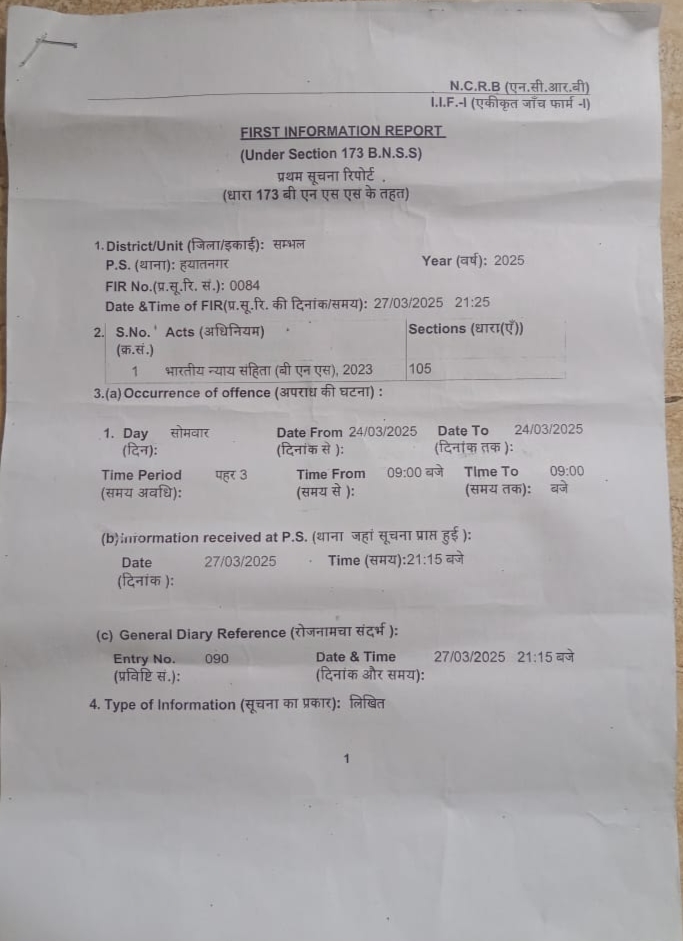 N.C.R.B (एन.सी.आर.बी)
I.I.F.-I (एकीकृत जाँच फार्म -I)
FIRST INFORMATION REPORT
(Under Section 173 B.N.S.S)
प्रथम सूचना रिपोर्ट
(धारा 173 बी एन एस एस के तहत)
1. District/Unit (जिला/इकाई): सम्भल
P.S. (थाना): हयातनगर Year (वर्ष): 2025
FIR No.(प्र.सू.रि. सं.): 0084
Date &Time of FIR(प्र.सू.रि. की दिनांक/समय): 27/03/2025 21:25
2. S.No. Acts (अधिनियम) Sections (धारा(एँ))
(क्र.सं.)
1 भारतीय न्याय संहिता (बी एन एस), 2023 105
3.(a) Occurrence of offence (अपराध की घटना) :
1. Day सोमवार Date From 24/03/2025 Date To 24/03/2025
(दिन): (दिनांक से ): (दिनांक तक ):
Time Period पहर 3 Time From 09:00 बजे Time To 09:00
(समय अवधि): (समय से ): (समय तक): बजे
(b) Information received at P.S. (थाना जहां सूचना प्राप्त हुई ):
Date 27/03/2025 Time (समय):21:15 बजे
(दिनांक ):
(c) General Diary Reference (रोजनामचा संदर्भ ):
Entry No. 090 Date & Time 27/03/2025 21:15 बजे
(प्रविष्टि सं.): (दिनांक और समय):
4. Type of Information (सूचना का प्रकार): लिखित
1